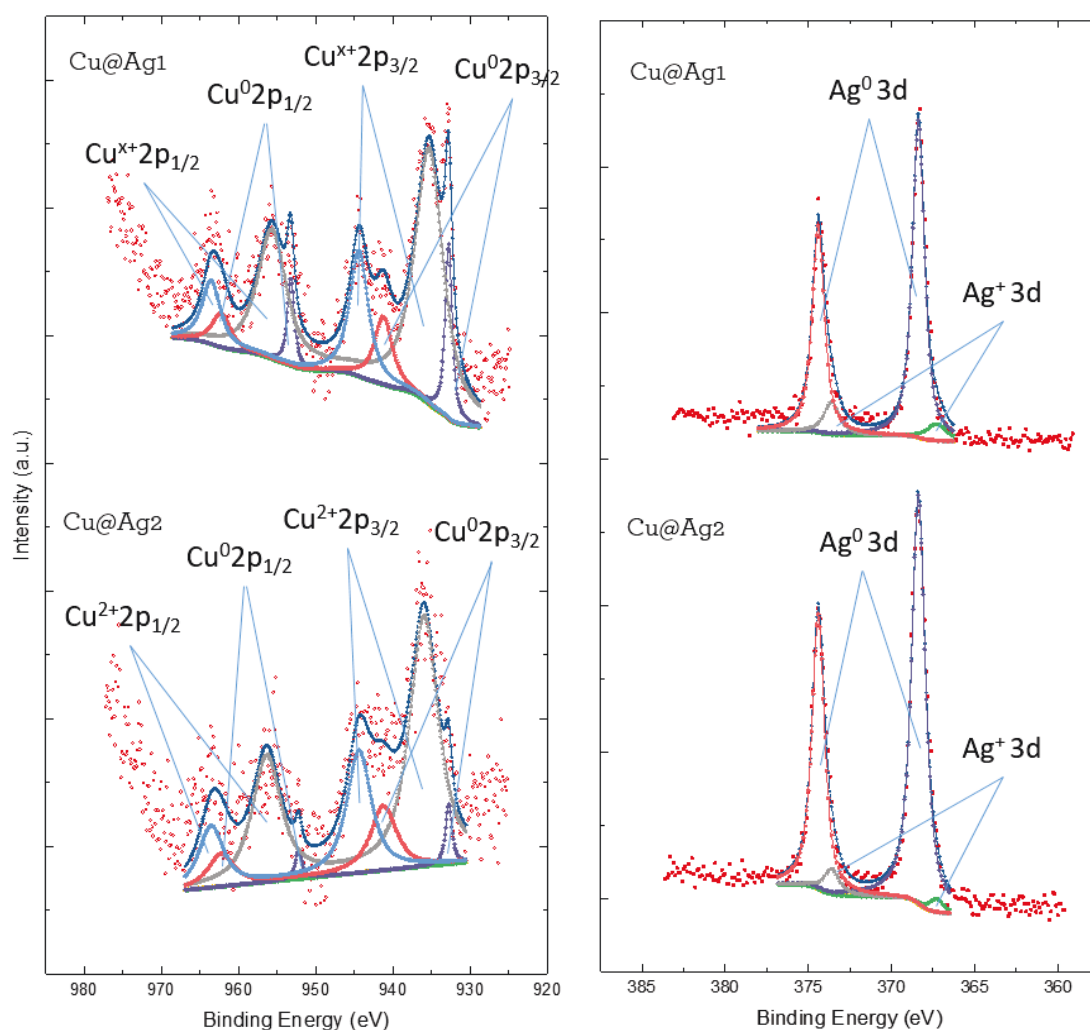 Cu@Ag1
Cuˣ⁺2p₃/₂
Cu⁰2p₃/₂
Cu⁰2p₁/₂
Cuˣ⁺2p₁/₂
Cu@Ag2
Cu²⁺2p₃/₂
Cu⁰2p₃/₂
Cu⁰2p₁/₂
Cu²⁺2p₁/₂
Intensity (a.u.)
980 970 960 950 940 930 920
Binding Energy (eV)
Cu@Ag1
Ag⁰ 3d
Ag⁺ 3d
Cu@Ag2
Ag⁰ 3d
Ag⁺ 3d
385 380 375 370 365 360
Binding Energy (eV)